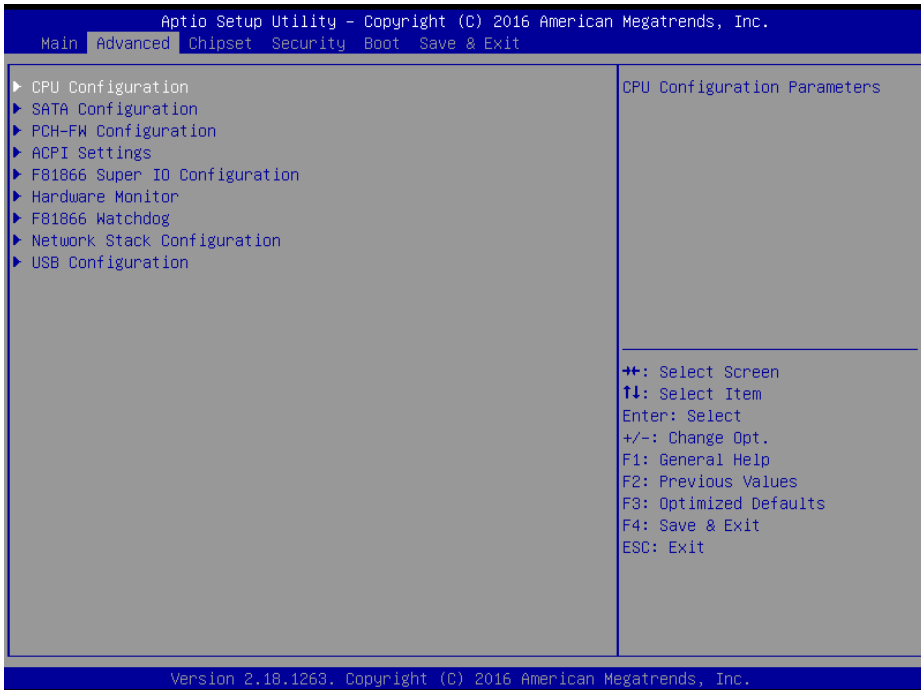 Aptio Setup Utility – Copyright (C) 2016 American Megatrends, Inc.
Main Advanced Chipset Security Boot Save & Exit
▶ CPU Configuration
▶ SATA Configuration
▶ PCH-FW Configuration
▶ ACPI Settings
▶ F81866 Super IO Configuration
▶ Hardware Monitor
▶ F81866 Watchdog
▶ Network Stack Configuration
▶ USB Configuration
CPU Configuration Parameters
→←: Select Screen
↑↓: Select Item
Enter: Select
+/-: Change Opt.
F1: General Help
F2: Previous Values
F3: Optimized Defaults
F4: Save & Exit
ESC: Exit
Version 2.18.1263. Copyright (C) 2016 American Megatrends, Inc.